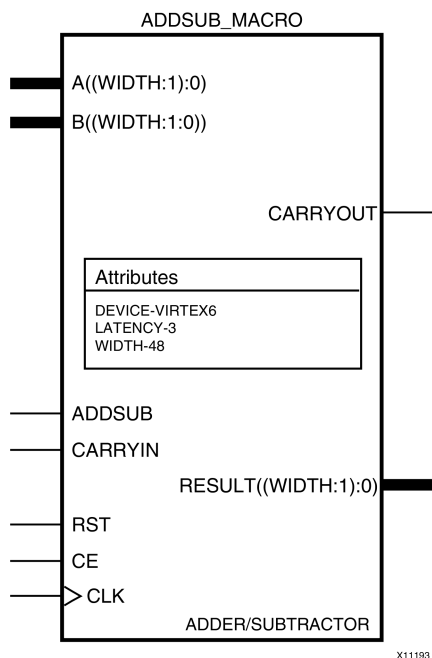 ADDSUB_MACRO
A((WIDTH:1):0)
B((WIDTH:1:0))
CARRYOUT
Attributes
DEVICE-VIRTEX6
LATENCY-3
WIDTH-48
ADDSUB
CARRYIN
RESULT((WIDTH:1):0)
RST
CE
CLK
ADDER/SUBTRACTOR
X11193